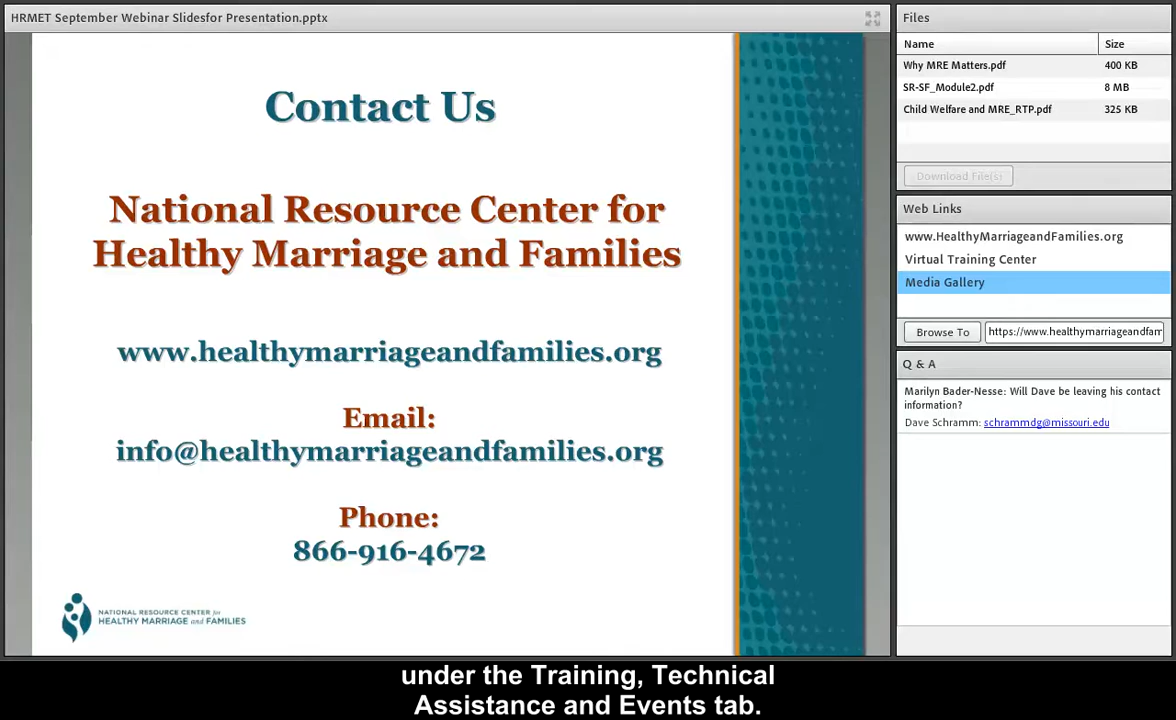 HRMET September Webinar Slidesfor Presentation.pptx
Contact Us
National Resource Center for
Healthy Marriage and Families
www.healthymarriageandfamilies.org
Email:
info@healthymarriageandfamilies.org
Phone:
866-916-4672
NATIONAL RESOURCE CENTER for
HEALTHY MARRIAGE and FAMILIES
Files
Name Size
Why MRE Matters.pdf 400 KB
SR-SF_Module2.pdf 8 MB
Child Welfare and MRE_RTP.pdf 325 KB
Download File(s)
Web Links
www.HealthyMarriageandFamilies.org
Virtual Training Center
Media Gallery
Browse To https://www.healthymarriageandfam
Q & A
Marilyn Bader-Nesse: Will Dave be leaving his contact
information?
Dave Schramm: schrammdg@missouri.edu
under the Training, Technical
Assistance and Events tab.